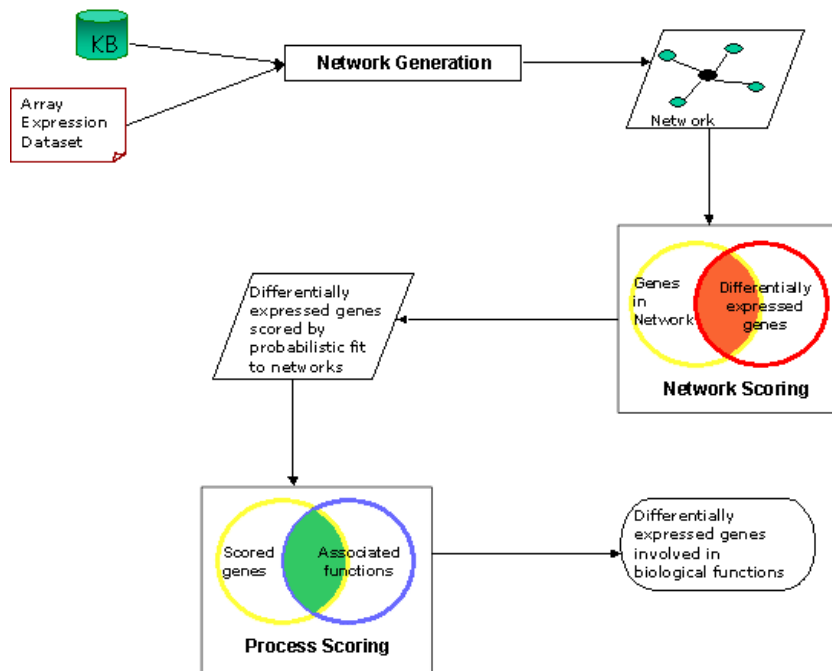 KB
Array
Expression
Dataset
Network Generation
Network
Genes
in
Network
Differentially
expressed
genes
Network Scoring
Differentially
expressed genes
scored by
probabilistic fit
to networks
Scored
genes
Associated
functions
Process Scoring
Differentially
expressed genes
involved in
biological functions